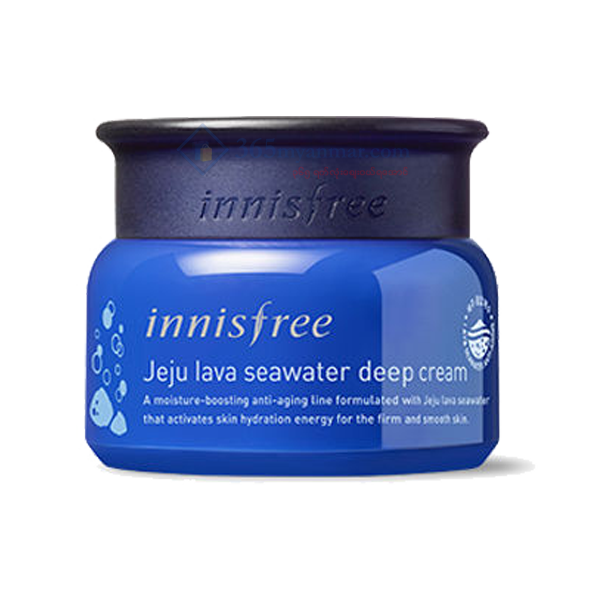 innisfree
innisfree
Jeju lava seawater deep cream
A moisture-boosting anti-aging line formulated with Jeju lava seawater
that activates skin hydration energy for the firm and smooth skin.